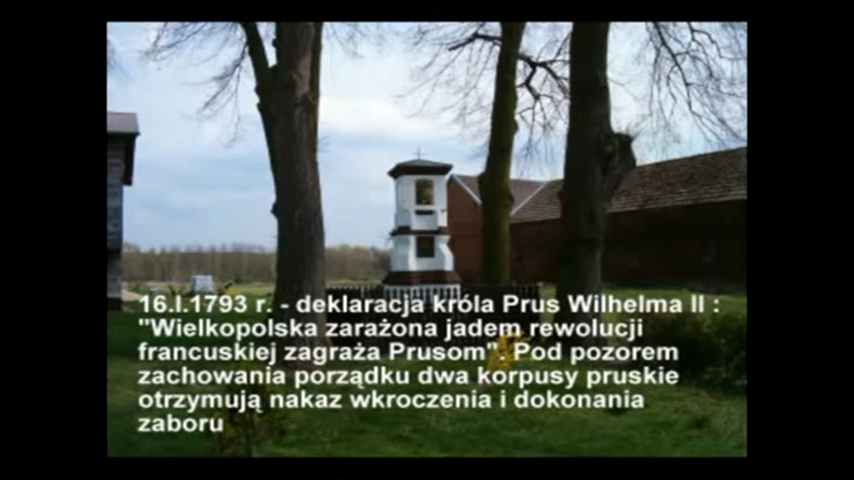 16.I.1793 r. - deklaracja króla Prus Wilhelma II :
"Wielkopolska zarażona jadem rewolucji
francuskiej zagraża Prusom". Pod pozorem
zachowania porządku dwa korpusy pruskie
otrzymują nakaz wkroczenia i dokonania
zaboru